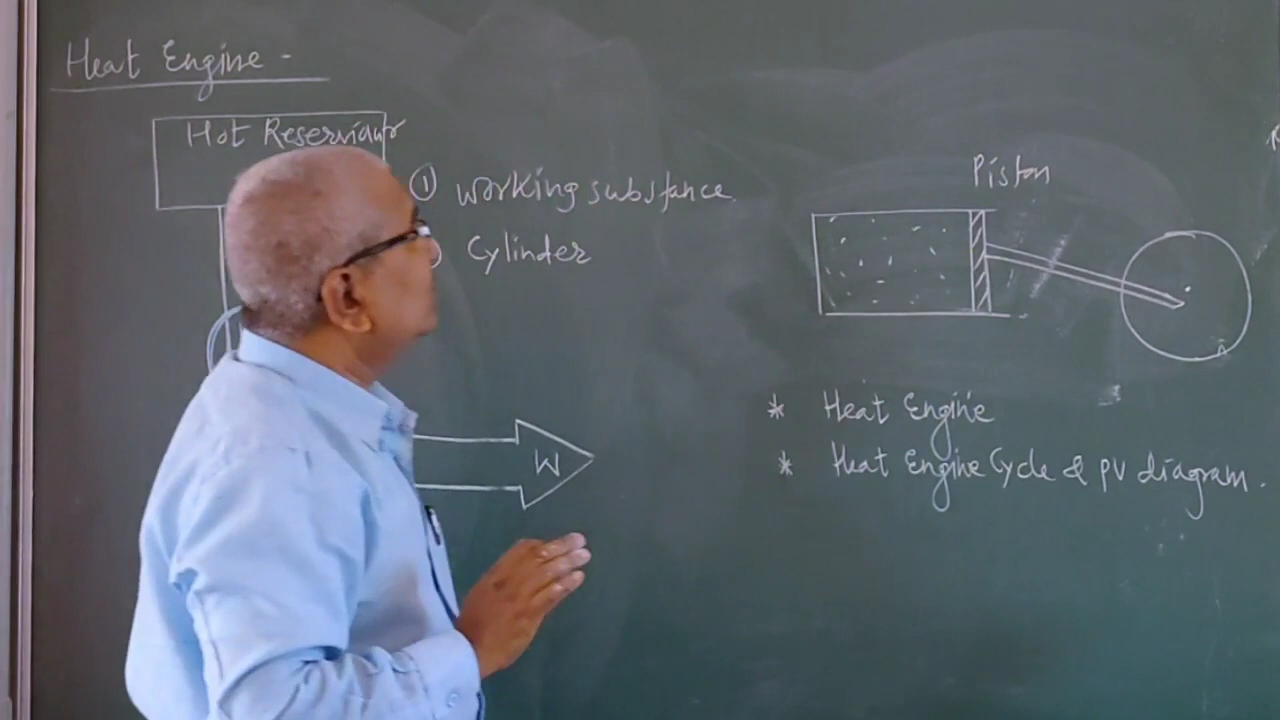 Heat Engine -
Hot Reserviour
① working substance.
Cylinder
W
Piston
* Heat Engine
* Heat Engine Cycle & PV diagram.